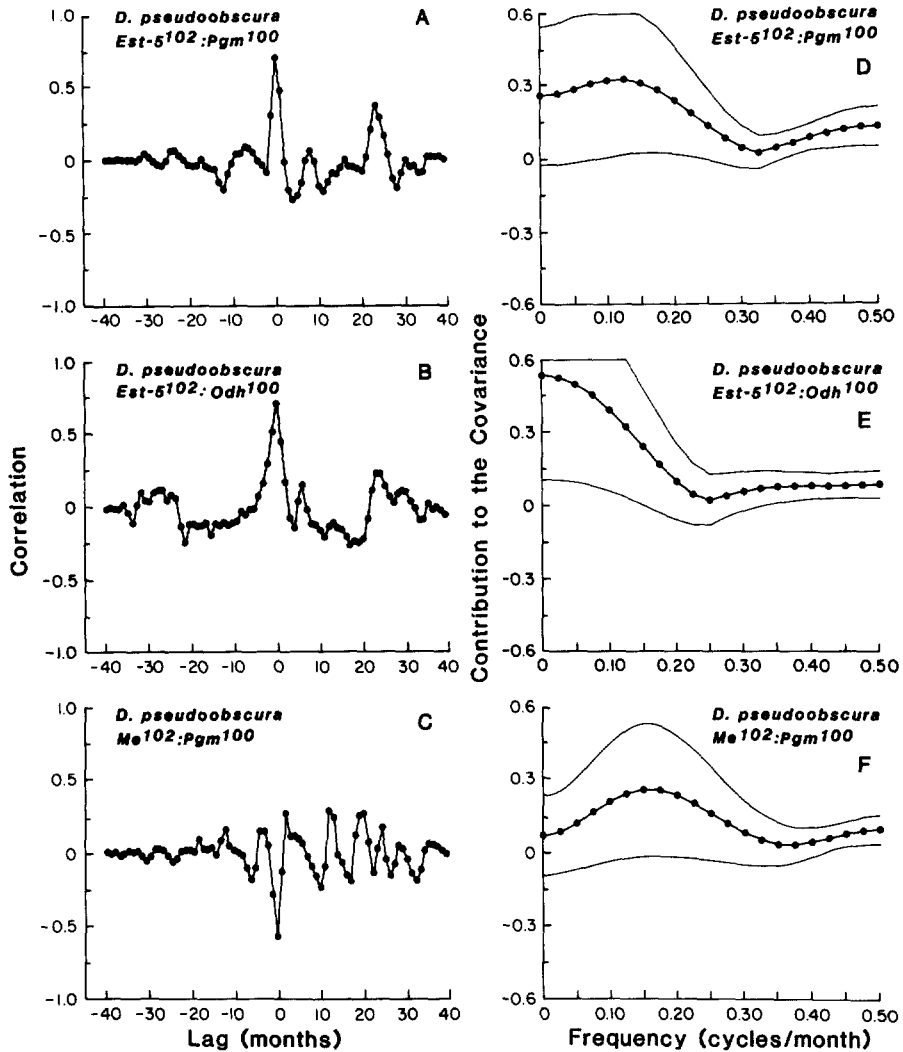 D. pseudoobscura
Est-5102:Pgm100
A
1.0
0.5
0
-0.5
-1.0
-40 -30 -20 -10 0 10 20 30 40
D. pseudoobscura
Est-5102:Odh100
B
1.0
0.5
0
-0.5
-1.0
-40 -30 -20 -10 0 10 20 30 40
D. pseudoobscura
Me102:Pgm100
C
1.0
0.5
0
-0.5
-1.0
-40 -30 -20 -10 0 10 20 30 40
Correlation
Lag (months)
D. pseudoobscura
Est-5102:Pgm100
D
0.6
0.3
0
-0.3
-0.6
0 0.10 0.20 0.30 0.40 0.50
D. pseudoobscura
Est-5102:Odh100
E
0.6
0.3
0
-0.3
-0.6
0 0.10 0.20 0.30 0.40 0.50
D. pseudoobscura
Me102:Pgm100
F
0.6
0.3
0
-0.3
-0.6
0 0.10 0.20 0.30 0.40 0.50
Contribution to the Covariance
Frequency (cycles/month)